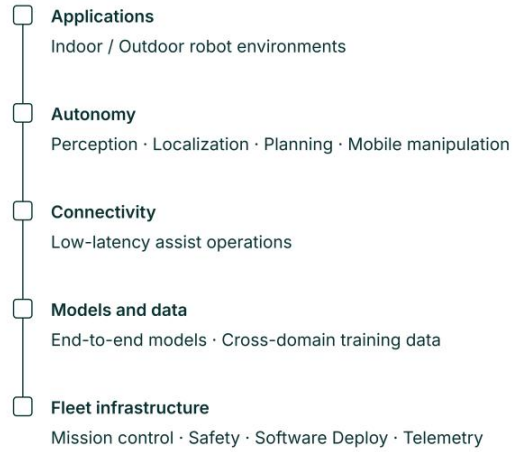 Applications
Indoor / Outdoor robot environments
Autonomy
Perception · Localization · Planning · Mobile manipulation
Connectivity
Low-latency assist operations
Models and data
End-to-end models · Cross-domain training data
Fleet infrastructure
Mission control · Safety · Software Deploy · Telemetry